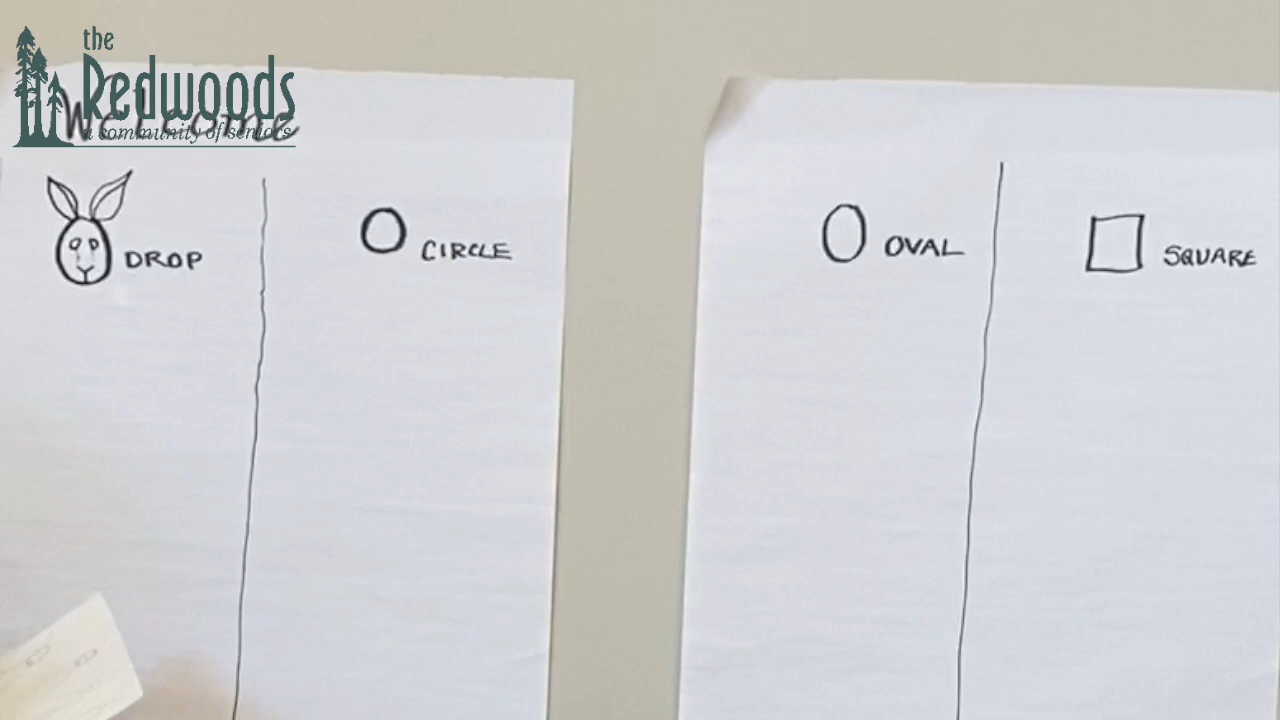 the
Redwoods
a community of seniors
Welcome
DROP
CIRCLE
OVAL
SQUARE